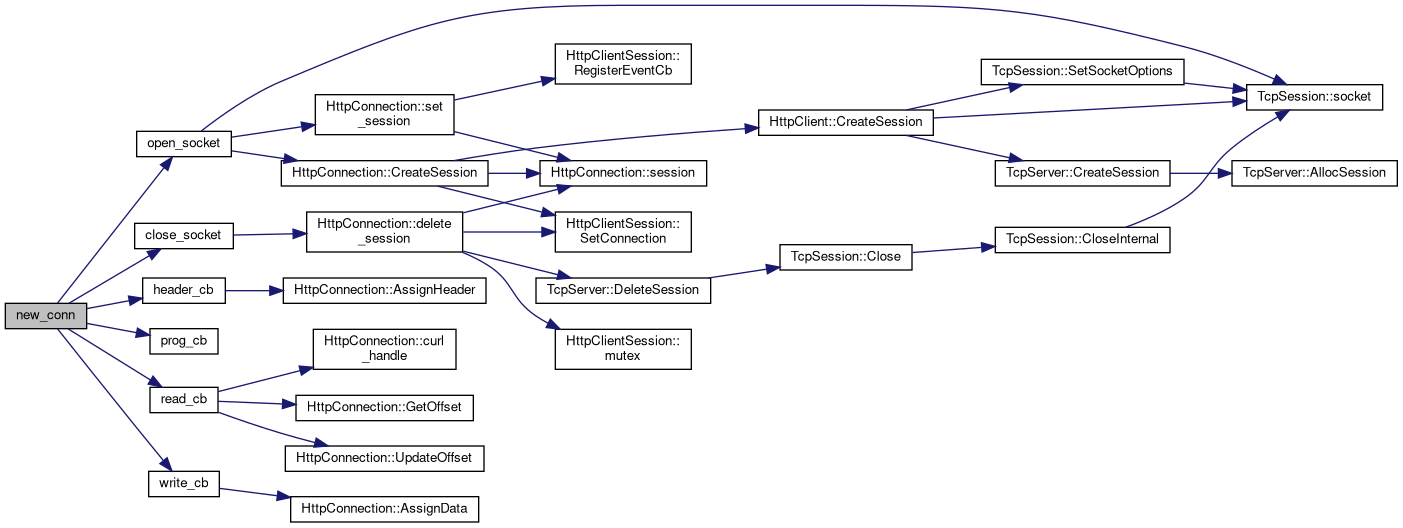 new_conn
open_socket
close_socket
header_cb
prog_cb
read_cb
write_cb
HttpConnection::set
_session
HttpConnection::CreateSession
HttpConnection::delete
_session
HttpConnection::AssignHeader
HttpConnection::curl
_handle
HttpConnection::GetOffset
HttpConnection::UpdateOffset
HttpConnection::AssignData
HttpClientSession::
RegisterEventCb
HttpConnection::session
HttpClientSession::
SetConnection
TcpServer::DeleteSession
HttpClientSession::
mutex
HttpClient::CreateSession
TcpSession::Close
TcpSession::SetSocketOptions
TcpServer::CreateSession
TcpSession::CloseInternal
TcpSession::socket
TcpServer::AllocSession